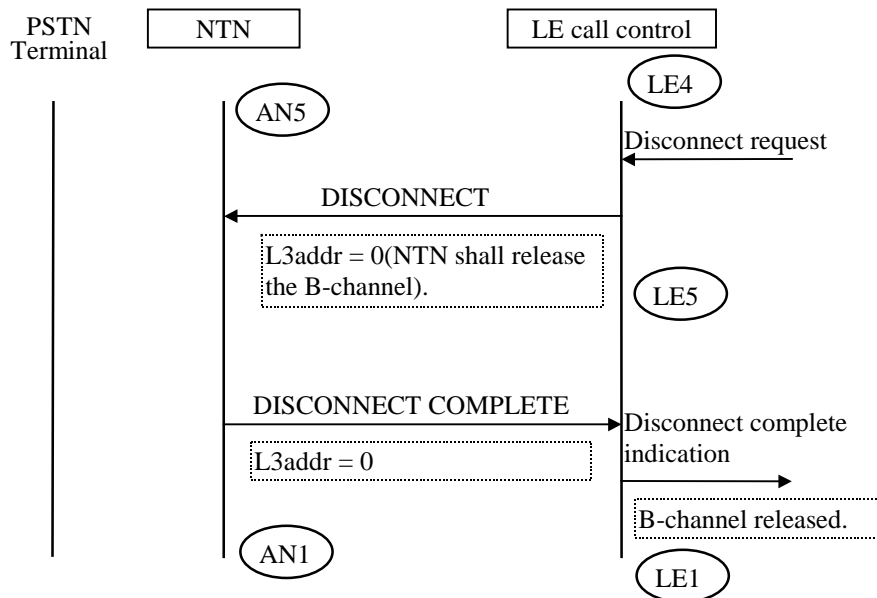 PSTN
Terminal
NTN
LE call control
LE4
AN5
Disconnect request
DISCONNECT
L3addr = 0(NTN shall release
the B-channel).
LE5
DISCONNECT COMPLETE
Disconnect complete
indication
L3addr = 0
B-channel released.
AN1
LE1